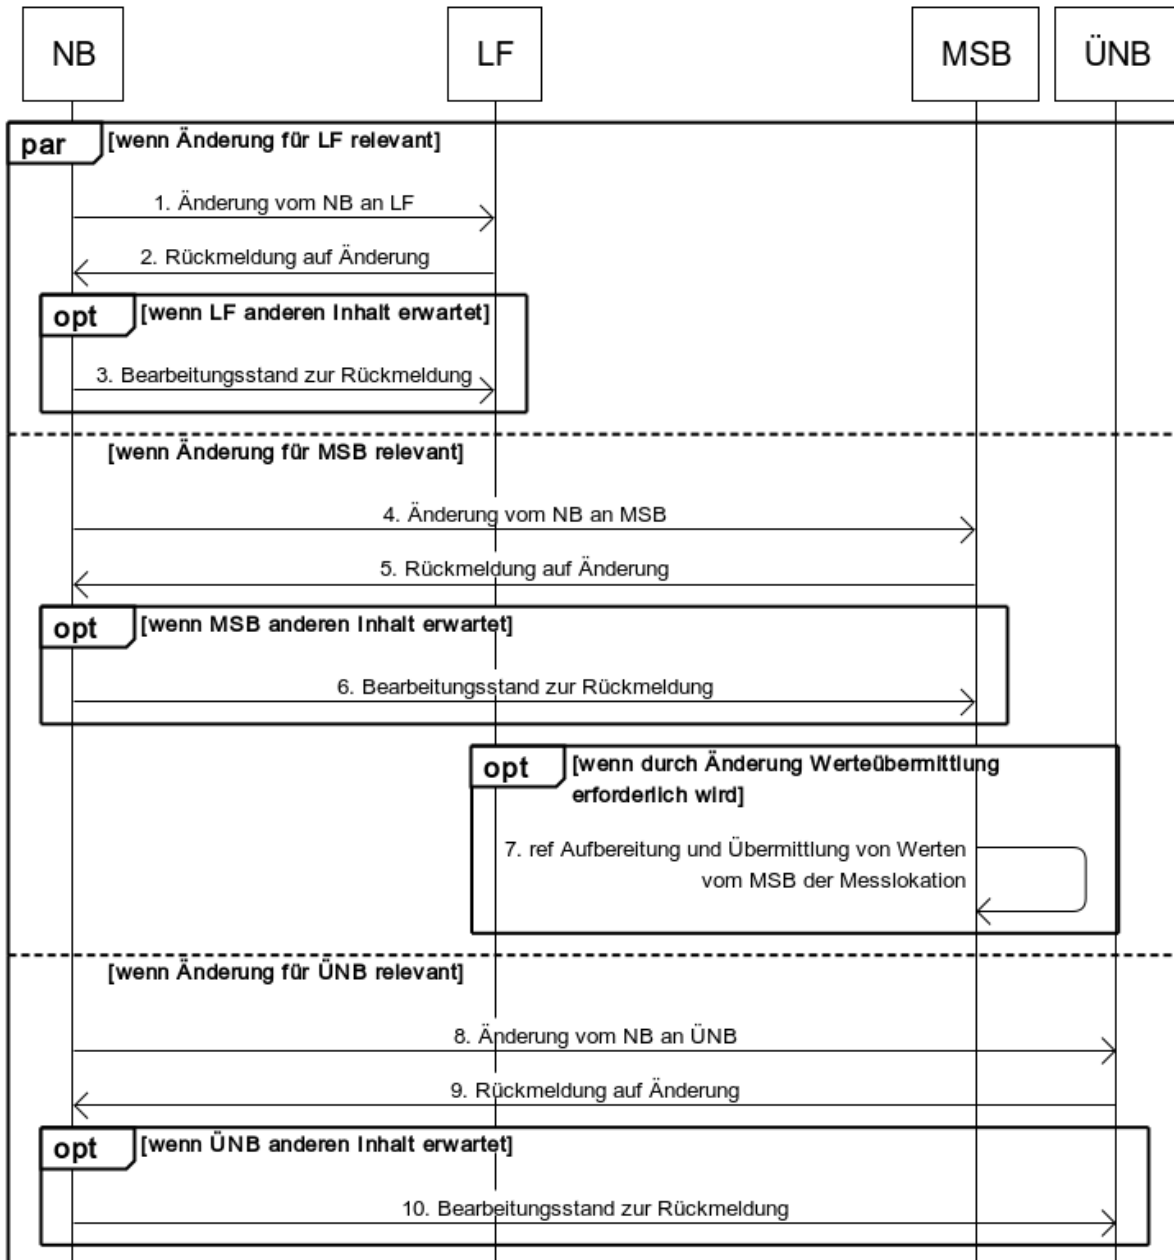 NB
LF
MSB
ÜNB
par
[wenn Änderung für LF relevant]
1. Änderung vom NB an LF
2. Rückmeldung auf Änderung
opt
[wenn LF anderen Inhalt erwartet]
3. Bearbeitungsstand zur Rückmeldung
[wenn Änderung für MSB relevant]
4. Änderung vom NB an MSB
5. Rückmeldung auf Änderung
opt
[wenn MSB anderen Inhalt erwartet]
6. Bearbeitungsstand zur Rückmeldung
opt
[wenn durch Änderung Werteübermittlung
erforderlich wird]
7. ref Aufbereitung und Übermittlung von Werten
vom MSB der Messlokation
[wenn Änderung für ÜNB relevant]
8. Änderung vom NB an ÜNB
9. Rückmeldung auf Änderung
opt
[wenn ÜNB anderen Inhalt erwartet]
10. Bearbeitungsstand zur Rückmeldung